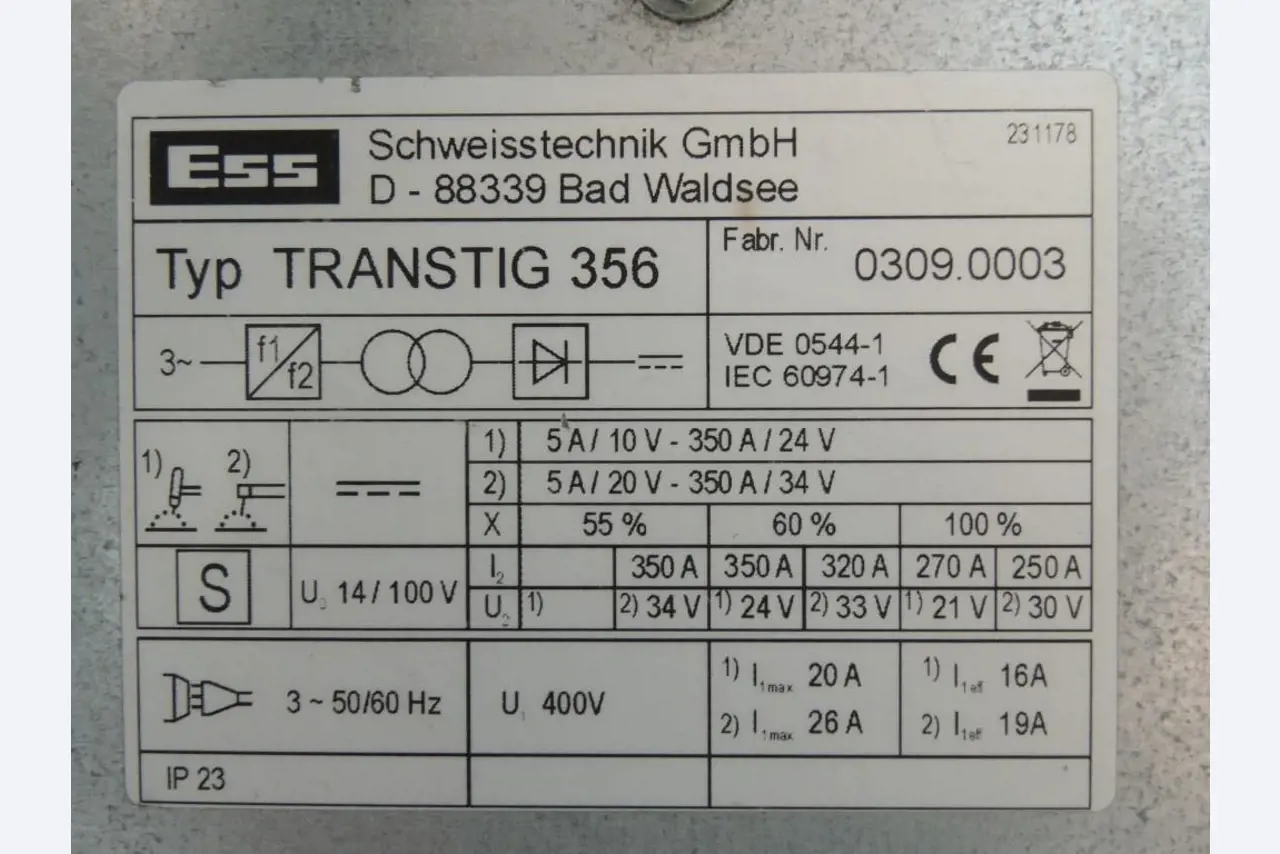 ESS
Schweisstechnik GmbH
D - 88339 Bad Waldsee
231178
Typ TRANSTIG 356
Fabr. Nr. 0309.0003
3~ f1/f2
VDE 0544-1
IEC 60974-1
CE
1) 2)
1) 5 A / 10 V - 350 A / 24 V
2) 5 A / 20 V - 350 A / 34 V
X 55 % 60 % 100 %
S
U₀ 14 / 100 V
I₂ 350 A 350 A 320 A 270 A 250 A
U₂ 1) 2) 34 V 1) 24 V 2) 33 V 1) 21 V 2) 30 V
3 ~ 50/60 Hz
U₁ 400V
1) I₁max 20 A
2) I₁max 26 A
1) I₁eff 16A
2) I₁eff 19A
IP 23